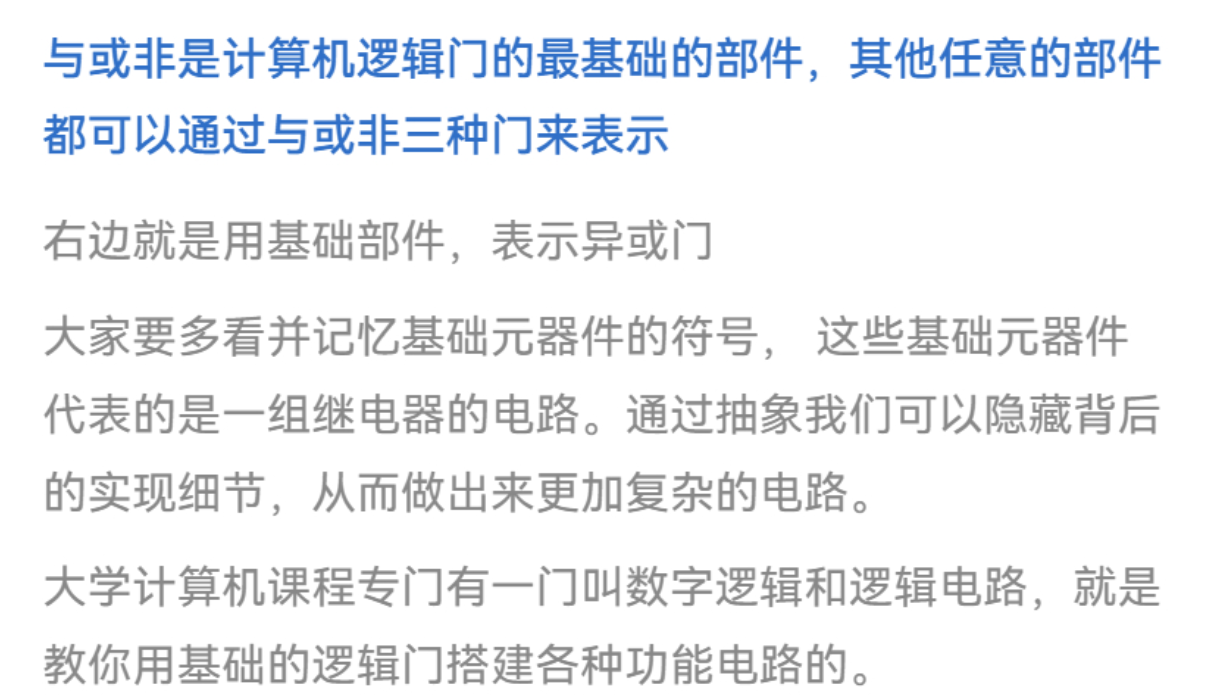 与或非是计算机逻辑门的最基础的部件，其他任意的部件
都可以通过与或非三种门来表示
右边就是用基础部件，表示异或门
大家要多看并记忆基础元器件的符号， 这些基础元器件
代表的是一组继电器的电路。通过抽象我们可以隐藏背后
的实现细节，从而做出来更加复杂的电路。
大学计算机课程专门有一门叫数字逻辑和逻辑电路，就是
教你用基础的逻辑门搭建各种功能电路的。